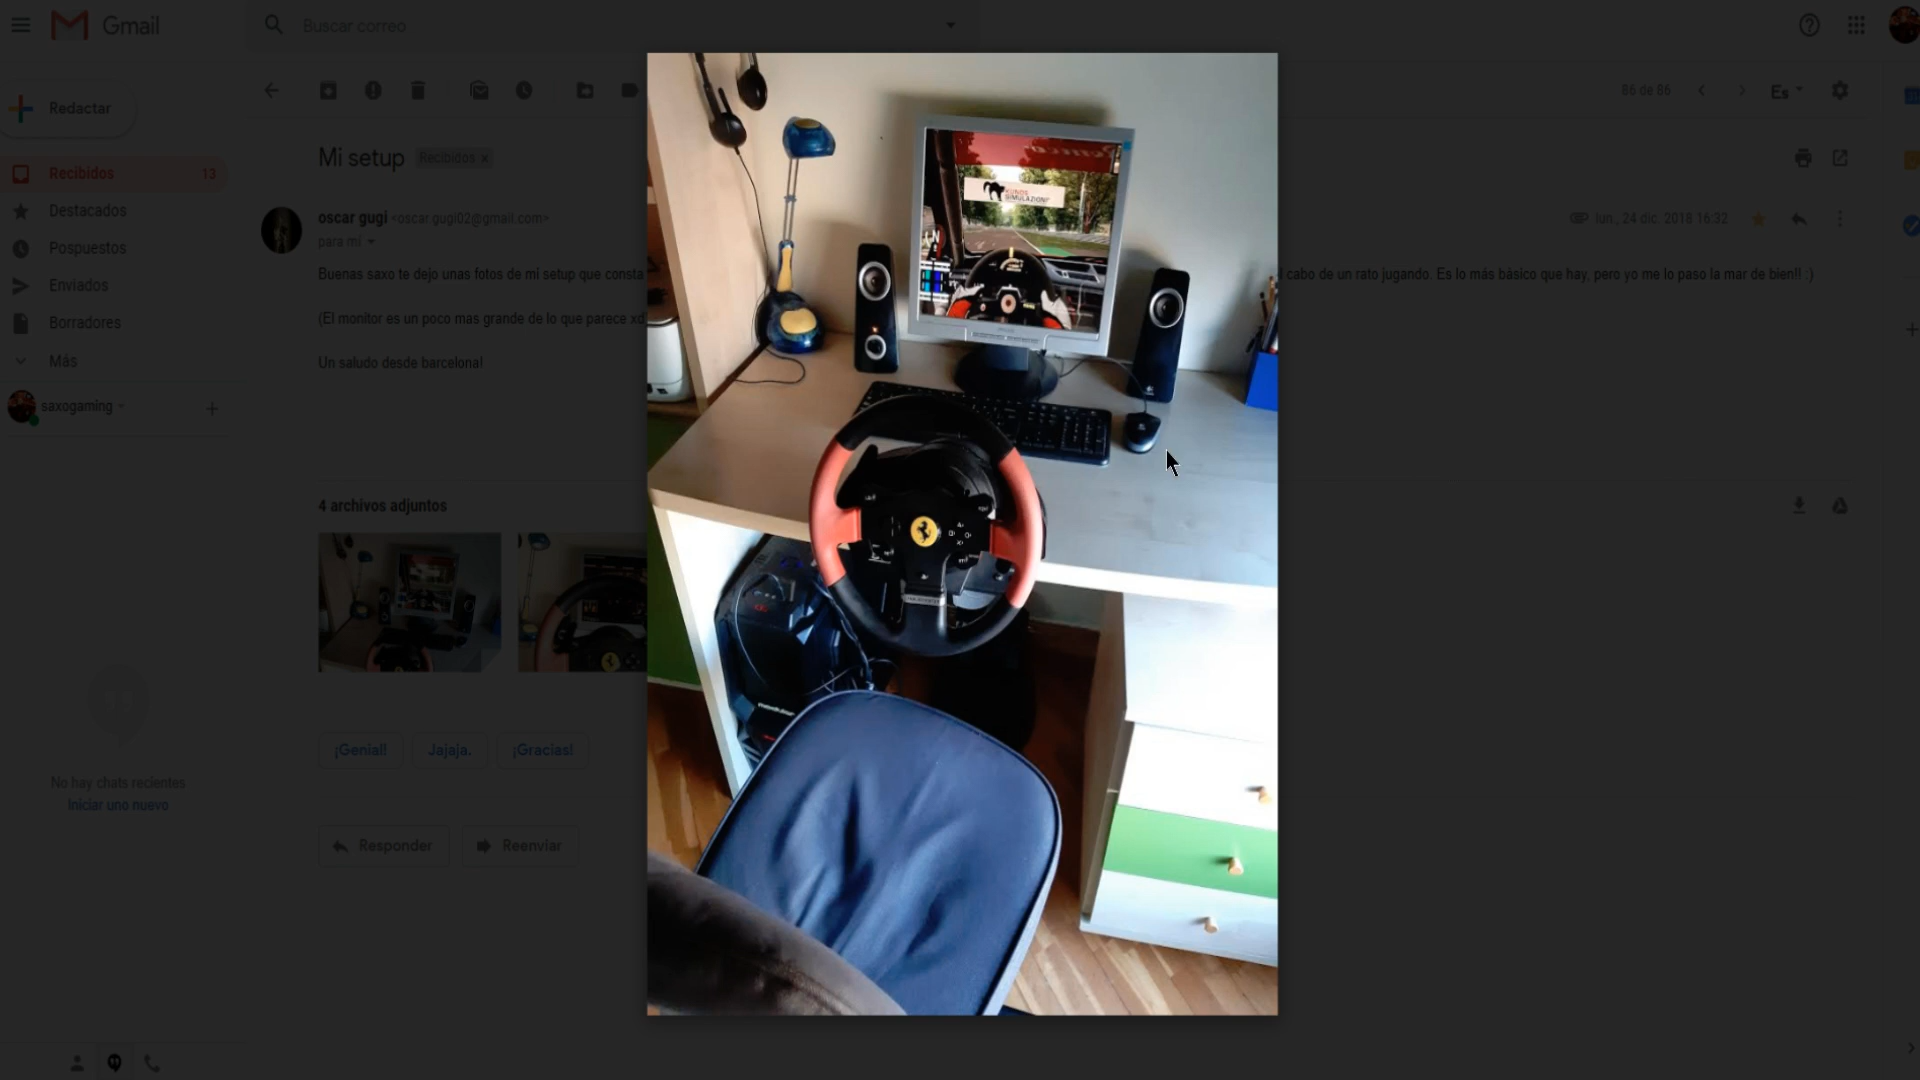 Gmail
Buscar correo
Redactar
86 de 86
Es
Mi setup
Recibidos x
Recibidos 13
Destacados
Pospuestos
Enviados
Borradores
Más
saxogaming
oscar gugi <oscar.gugi02@gmail.com>
lun., 24 dic. 2018 16:32
para mí
Buenas saxo te dejo unas fotos de mi setup que consta
cabo de un rato jugando. Es lo más básico que hay, pero yo me lo paso la mar de bien!! :)
(El monitor es un poco mas grande de lo que parece xd
Un saludo desde barcelona!
KUNOS
SIMULAZIONI
4 archivos adjuntos
¡Genial!
Jajaja.
¡Gracias!
No hay chats recientes
Iniciar uno nuevo
Responder
Reenviar